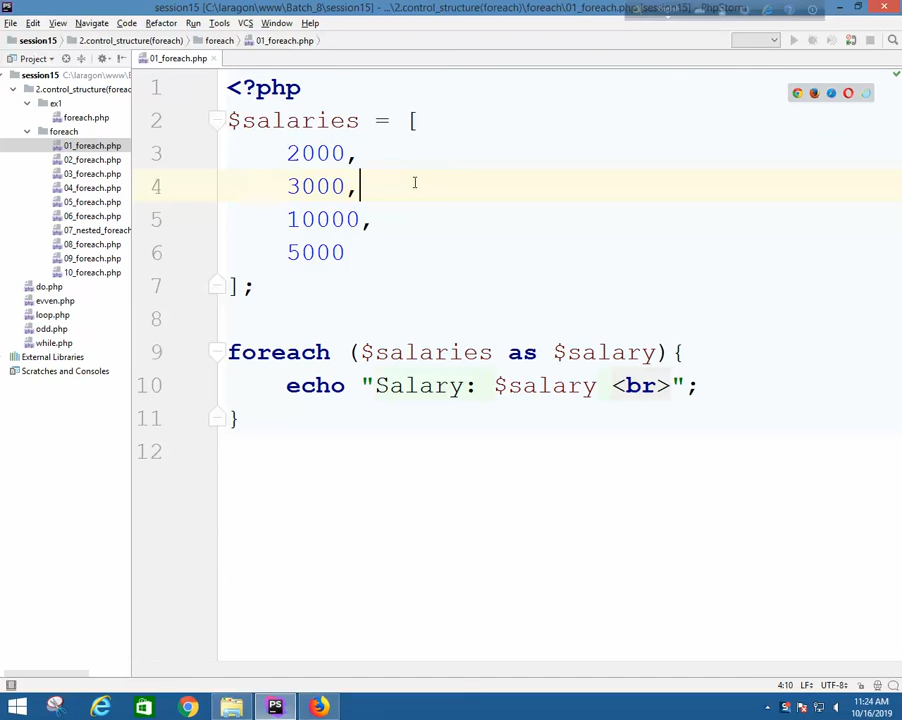 session15 [C:\laragon\www\Batch_8\session15] - ...\2.control_structure(foreach)\foreach\01_foreach.php [session15] - PhpStorm
File Edit View Navigate Code Refactor Run Tools VCS Window Help
session15 2.control_structure(foreach) foreach 01_foreach.php
Project 01_foreach.php
session15 C:\laragon\www\B
2.control_structure(foreac
ex1
foreach.php
foreach
01_foreach.php
02_foreach.php
03_foreach.php
04_foreach.php
05_foreach.php
06_foreach.php
07_nested_foreach
08_foreach.php
09_foreach.php
10_foreach.php
do.php
evven.php
loop.php
odd.php
while.php
External Libraries
Scratches and Consoles
1 <?php
2 $salaries = [
3 2000,
4 3000,
5 10000,
6 5000
7 ];
8
9 foreach ($salaries as $salary){
10 echo "Salary: $salary <br>";
11 }
12
4:10 LF÷ UTF-8÷
PS
11:24 AM
10/16/2019